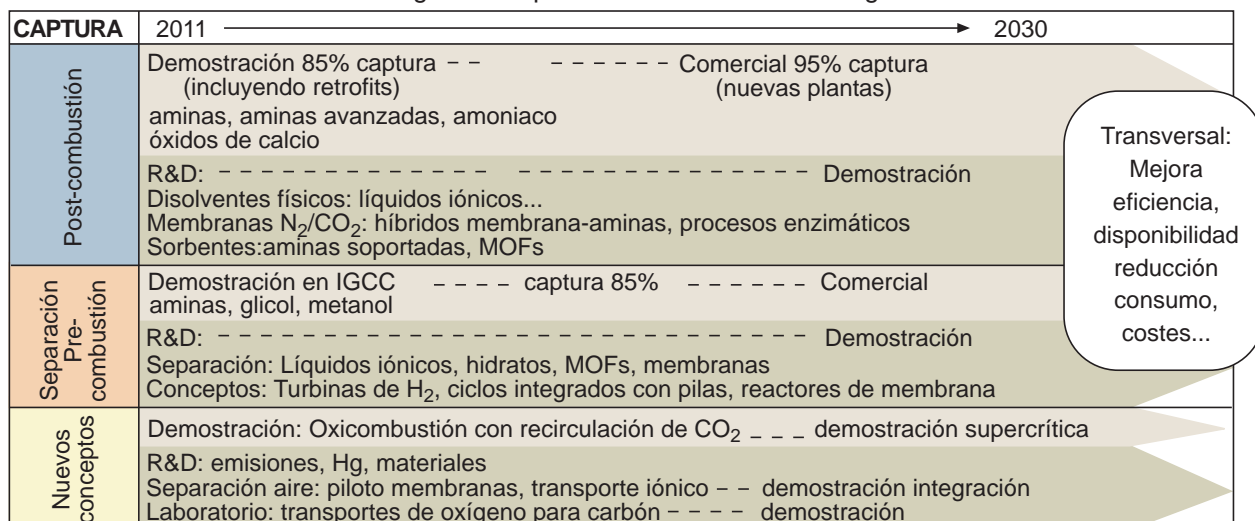 CAPTURA 2011 2030
Post-combustión
Demostración 85% captura – – – – – – – – Comercial 95% captura
(incluyendo retrofits) (nuevas plantas)
aminas, aminas avanzadas, amoniaco
óxidos de calcio
R&D: – – – – – – – – – – – – – – – – – – – – – – – – – – – Demostración
Disolventes físicos: líquidos iónicos...
Membranas N2/CO2: híbridos membrana-aminas, procesos enzimáticos
Sorbentes:aminas soportadas, MOFs
Separación
Pre-
combustión
Demostración en IGCC – – – – captura 85% – – – – – – Comercial
aminas, glicol, metanol
R&D: – – – – – – – – – – – – – – – – – – – – – – – – – – – Demostración
Separación: Líquidos iónicos, hidratos, MOFs, membranas
Conceptos: Turbinas de H2, ciclos integrados con pilas, reactores de membrana
Nuevos
conceptos
Demostración: Oxicombustión con recirculación de CO2 _ _ _ demostración supercrítica
R&D: emisiones, Hg, materiales
Separación aire: piloto membranas, transporte iónico – – demostración integración
Laboratorio: transportes de oxígeno para carbón – – – – demostración
Transversal:
Mejora
eficiencia,
disponibilidad
reducción
consumo,
costes...